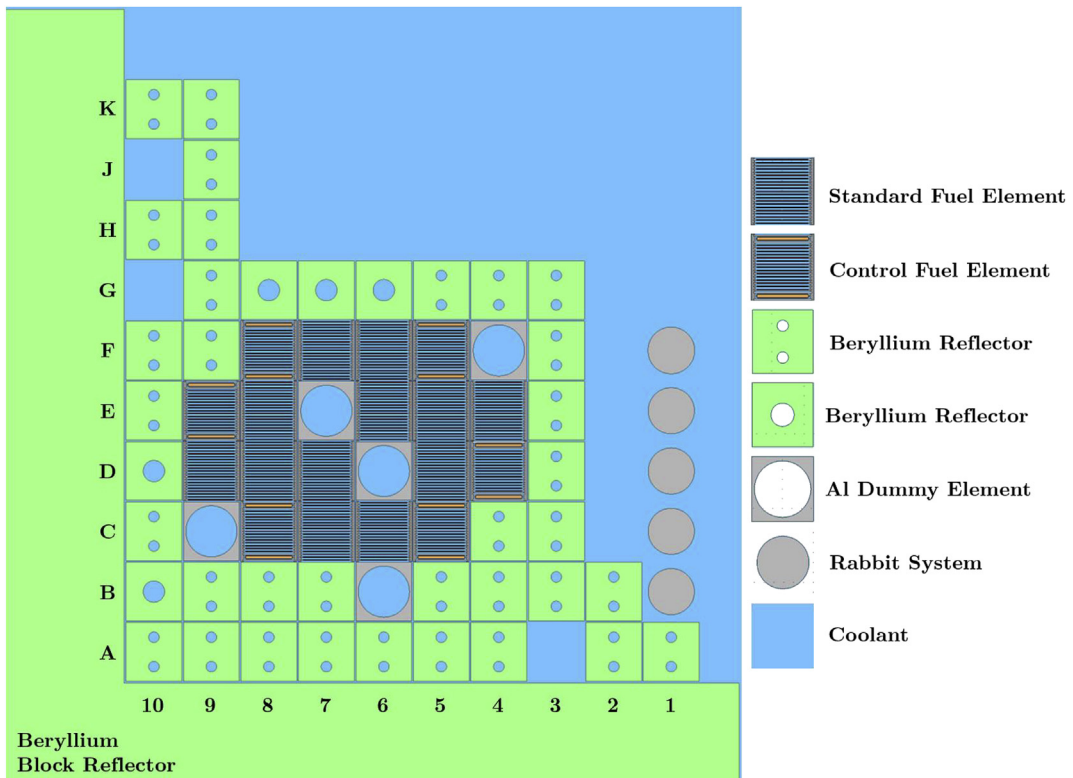 K
J
H
G
F
E
D
C
B
A
10 9 8 7 6 5 4 3 2 1
Beryllium
Block Reflector
Standard Fuel Element
Control Fuel Element
Beryllium Reflector
Beryllium Reflector
Al Dummy Element
Rabbit System
Coolant